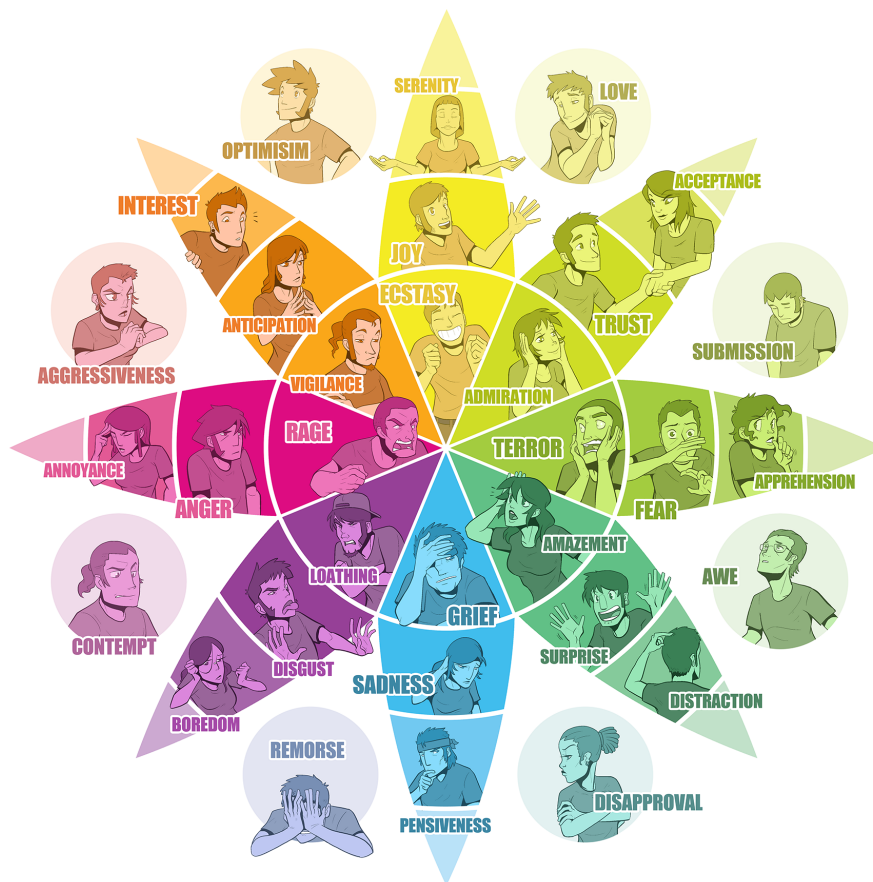 SERENITY
LOVE
OPTIMISIM
ACCEPTANCE
INTEREST
JOY
ECSTASY
ANTICIPATION
TRUST
SUBMISSION
AGGRESSIVENESS
VIGILANCE
ADMIRATION
RAGE
TERROR
ANNOYANCE
APPREHENSION
ANGER
FEAR
AMAZEMENT
LOATHING
AWE
GRIEF
CONTEMPT
SURPRISE
DISGUST
SADNESS
DISTRACTION
BOREDOM
REMORSE
DISAPPROVAL
PENSIVENESS